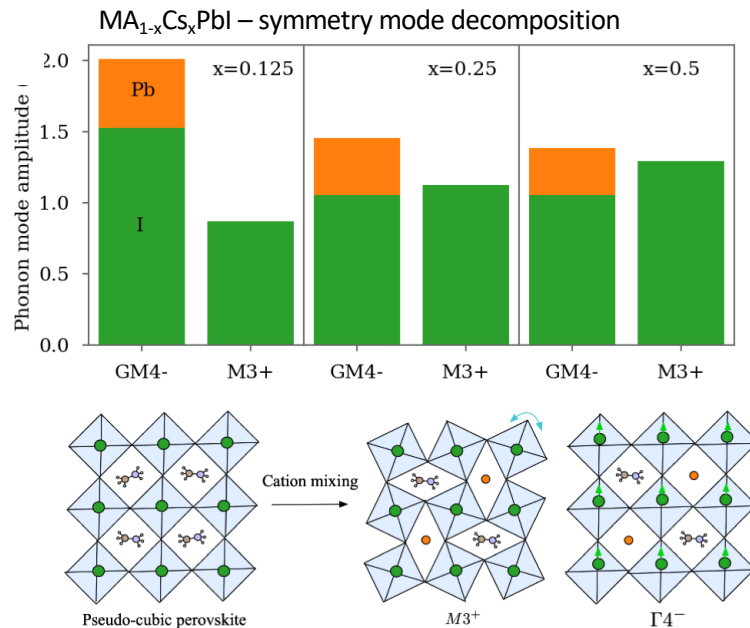 MA₁₋ₓCsₓPbI – symmetry mode decomposition
Phonon mode amplitude (
2.0
1.5
1.0
0.5
0.0
x=0.125
x=0.25
x=0.5
Pb
I
GM4-
M3+
GM4-
M3+
GM4-
M3+
Cation mixing
Pseudo-cubic perovskite
M3⁺
Γ4⁻